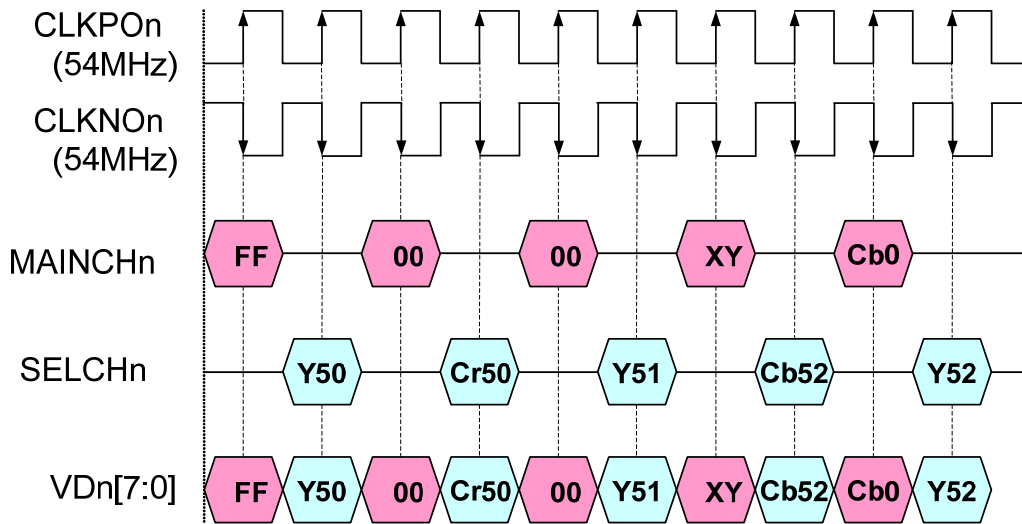 CLKPOn
(54MHz)
CLKNOn
(54MHz)
MAINCHn
FF 00 00 XY Cb0
SELCHn
Y50 Cr50 Y51 Cb52 Y52
VDn[7:0]
FF Y50 00 Cr50 00 Y51 XY Cb52 Cb0 Y52